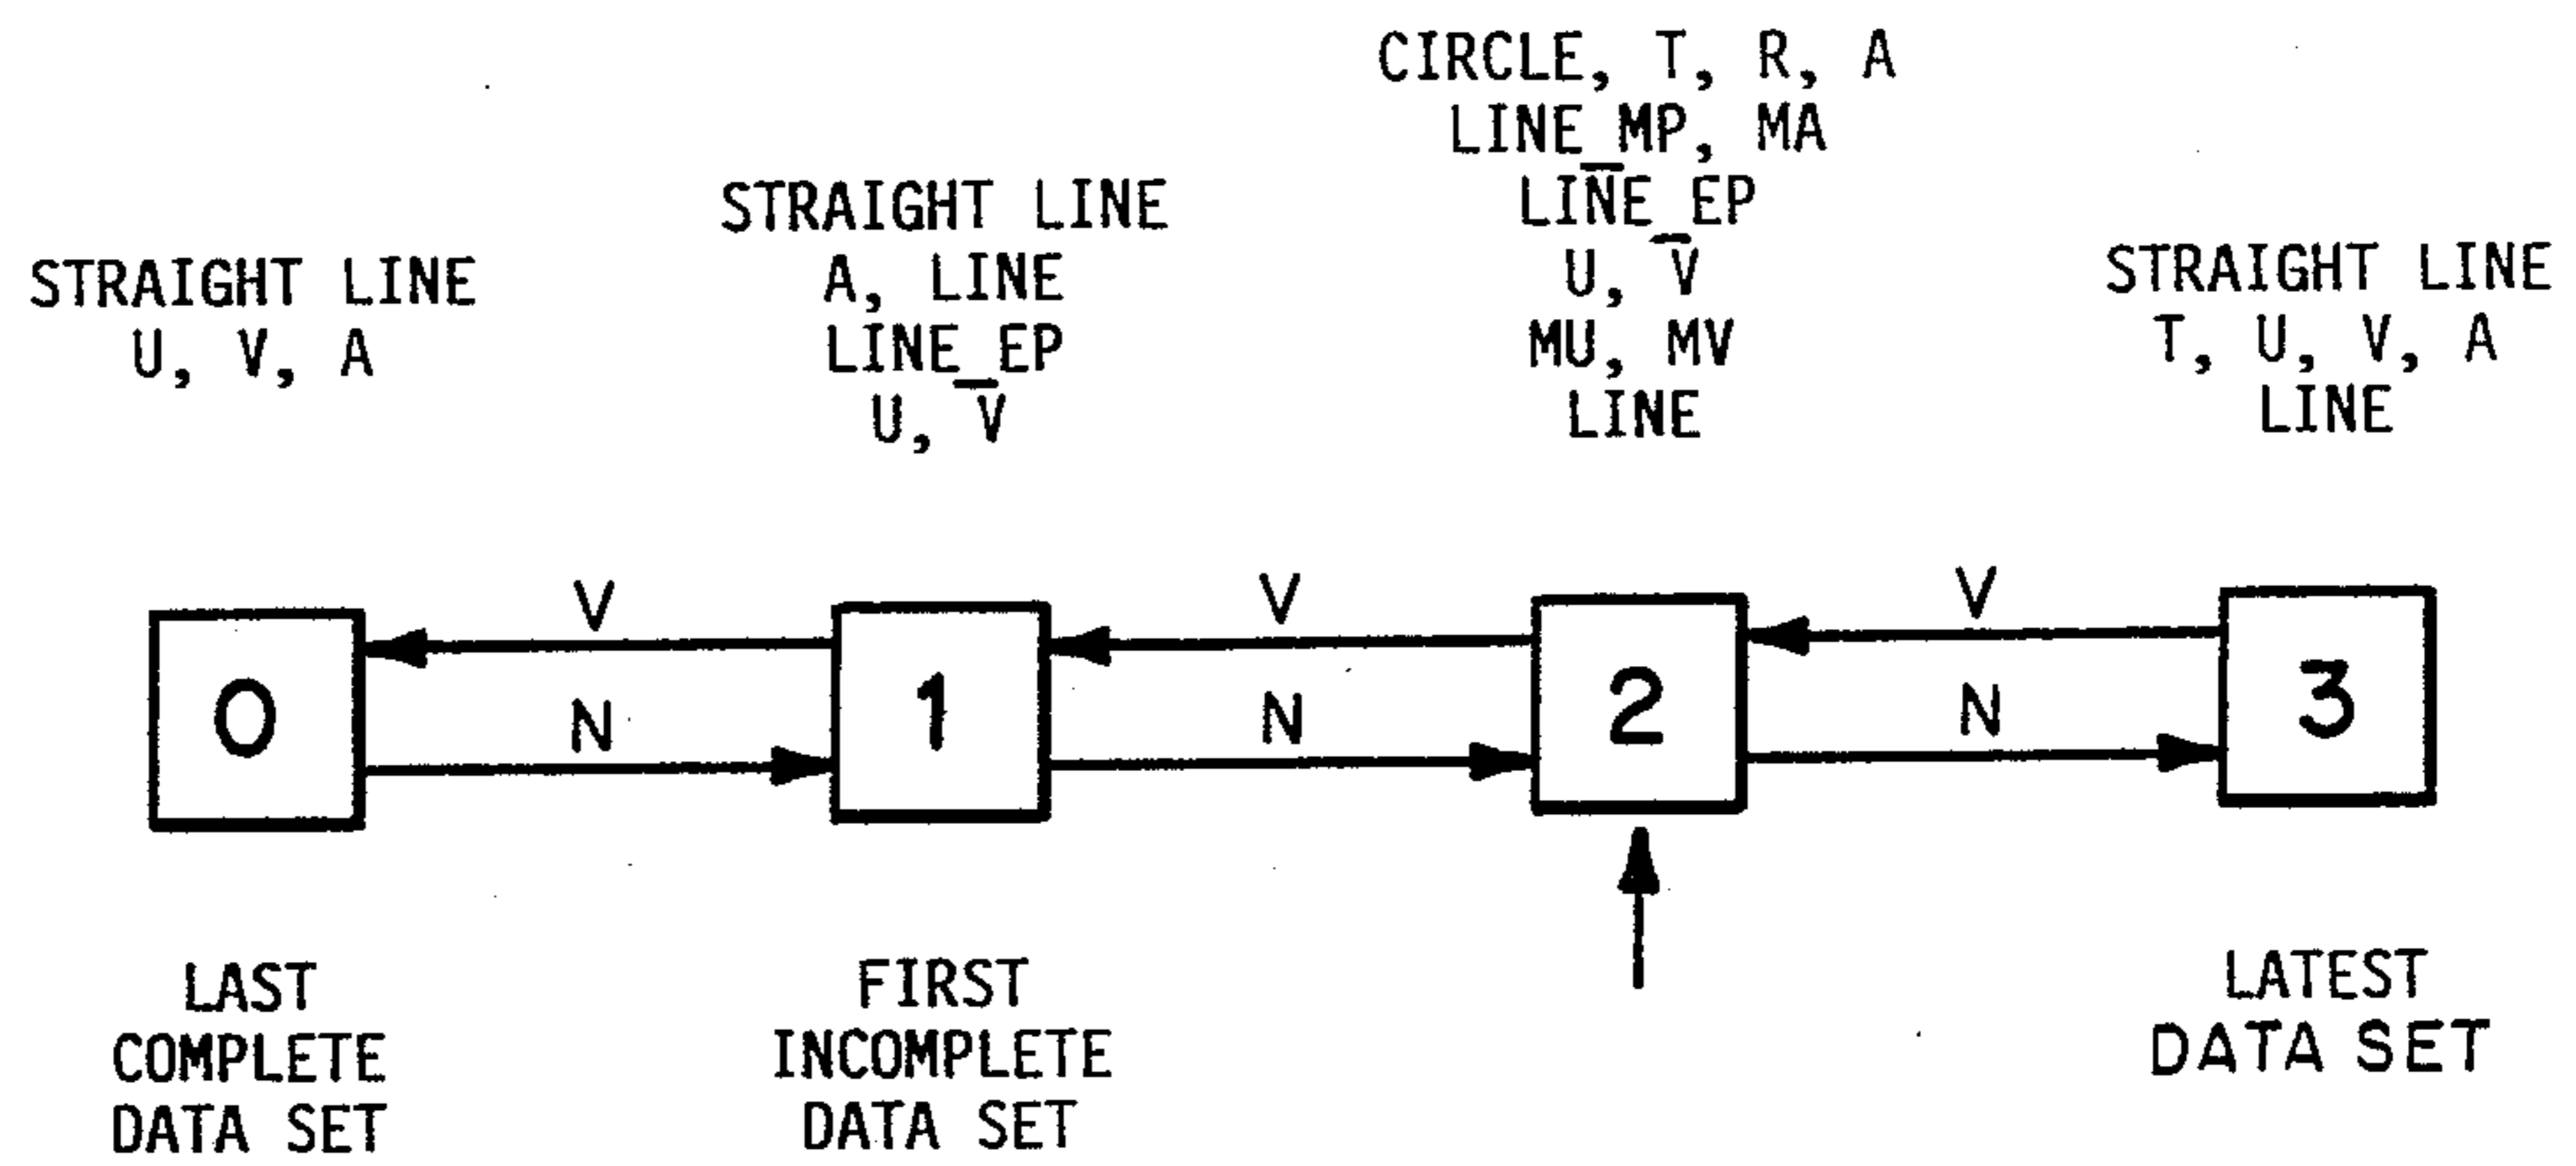 STRAIGHT LINE
U, V, A
STRAIGHT LINE
A, LINE
LINE_EP
U, V
CIRCLE, T, R, A
LINE_MP, MA
LINE_EP
U, V
MU, MV
LINE
STRAIGHT LINE
T, U, V, A
LINE
V
V
V
0
1
2
3
N
N
N
LAST
COMPLETE
DATA SET
FIRST
INCOMPLETE
DATA SET
LATEST
DATA SET